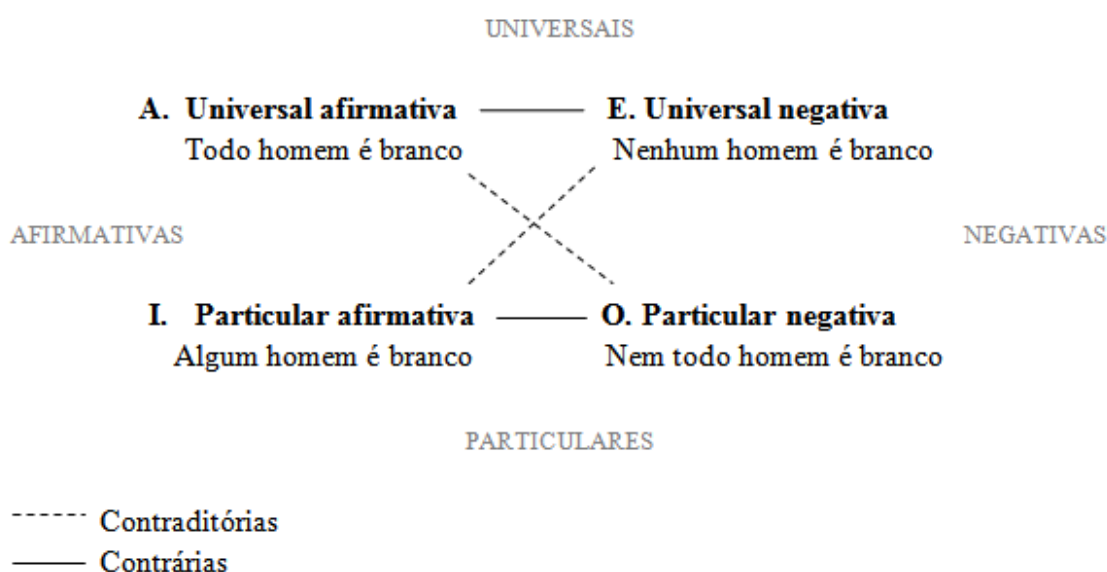 UNIVERSAIS
A. Universal afirmativa E. Universal negativa
Todo homem é branco Nenhum homem é branco
AFIRMATIVAS NEGATIVAS
I. Particular afirmativa O. Particular negativa
Algum homem é branco Nem todo homem é branco
PARTICULARES
Contraditórias
Contrárias